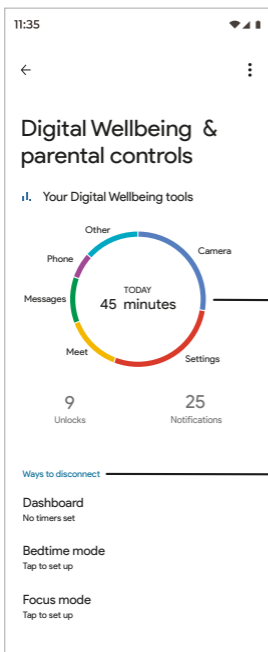 11:35
Digital Wellbeing &
parental controls
Your Digital Wellbeing tools
Other
Camera
Phone
Messages
TODAY
45 minutes
Meet
Settings
9
Unlocks
25
Notifications
Ways to disconnect
Dashboard
No timers set
Bedtime mode
Tap to set up
Focus mode
Tap to set up